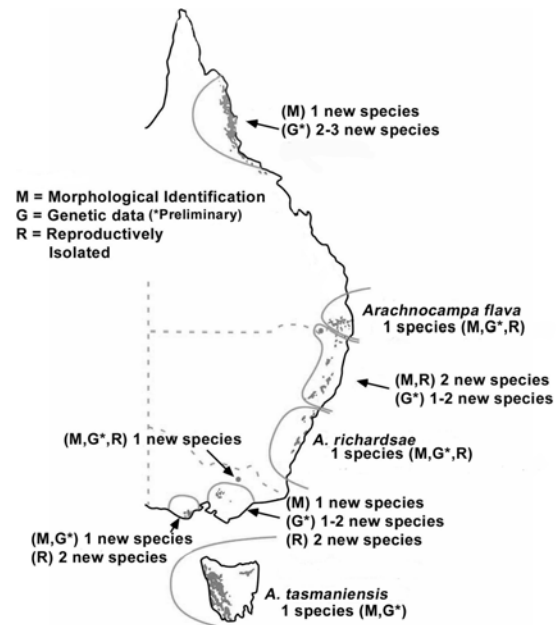 (M) 1 new species
(G*) 2-3 new species
M = Morphological Identification
G = Genetic data (*Preliminary)
R = Reproductively
Isolated
Arachnocampa flava
1 species (M,G*,R)
(M,R) 2 new species
(G*) 1-2 new species
A. richardsae
1 species (M,G*,R)
(M,G*,R) 1 new species
(M) 1 new species
(G*) 1-2 new species
(R) 2 new species
(M,G*) 1 new species
(R) 2 new species
A. tasmaniensis
1 species (M,G*)